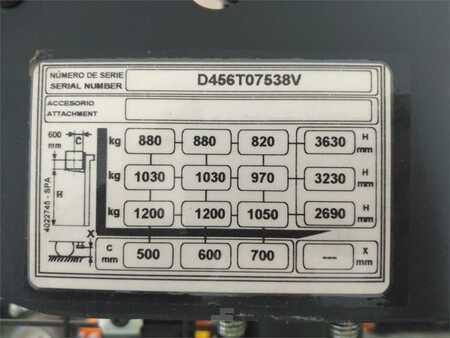 NÚMERO DE SERIE
SERIAL NUMBER
D456T07538V
ACCESORIO
ATTACHMENT
600 mm
C
H
X
4022745 - SPA
kg 880 880 820 3630 H mm
kg 1030 1030 970 3230 H mm
kg 1200 1200 1050 2690 H mm
C mm 500 600 700 --- X mm